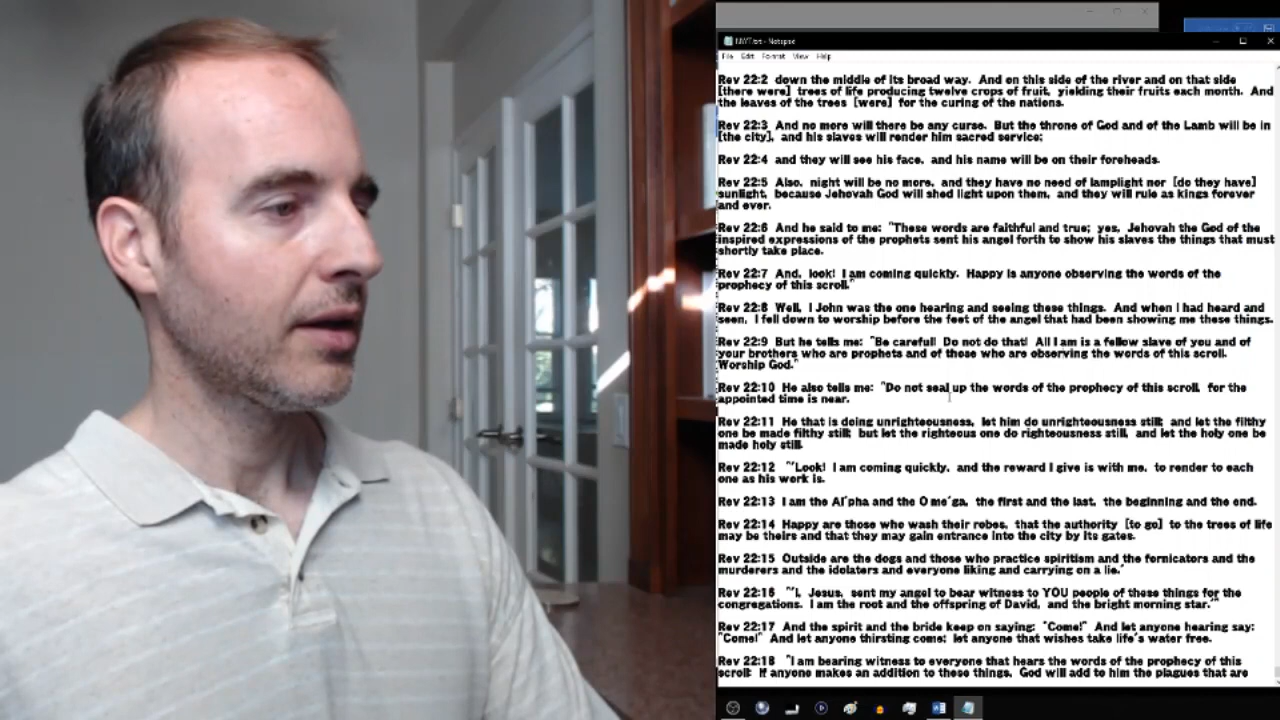 NWT.txt - Notepad
File Edit Format View Help
Rev 22:2 down the middle of its broad way. And on this side of the river and on that side
[there were] trees of life producing twelve crops of fruit, yielding their fruits each month. And
the leaves of the trees [were] for the curing of the nations.
Rev 22:3 And no more will there be any curse. But the throne of God and of the Lamb will be in
[the city], and his slaves will render him sacred service;
Rev 22:4 and they will see his face, and his name will be on their foreheads.
Rev 22:5 Also, night will be no more, and they have no need of lamplight nor [do they have]
sunlight, because Jehovah God will shed light upon them, and they will rule as kings forever
and ever.
Rev 22:6 And he said to me: "These words are faithful and true; yes, Jehovah the God of the
inspired expressions of the prophets sent his angel forth to show his slaves the things that must
shortly take place.
Rev 22:7 And, look! I am coming quickly. Happy is anyone observing the words of the
prophecy of this scroll."
Rev 22:8 Well, I John was the one hearing and seeing these things. And when I had heard and
seen, I fell down to worship before the feet of the angel that had been showing me these things.
Rev 22:9 But he tells me: "Be careful! Do not do that! All I am is a fellow slave of you and of
your brothers who are prophets and of those who are observing the words of this scroll.
Worship God."
Rev 22:10 He also tells me: "Do not seal up the words of the prophecy of this scroll, for the
appointed time is near.
Rev 22:11 He that is doing unrighteousness, let him do unrighteousness still; and let the filthy
one be made filthy still; but let the righteous one do righteousness still, and let the holy one be
made holy still.
Rev 22:12 "'Look! I am coming quickly, and the reward I give is with me, to render to each
one as his work is.
Rev 22:13 I am the Al´pha and the O me´ga, the first and the last, the beginning and the end.
Rev 22:14 Happy are those who wash their robes, that the authority [to go] to the trees of life
may be theirs and that they may gain entrance into the city by its gates.
Rev 22:15 Outside are the dogs and those who practice spiritism and the fornicators and the
murderers and the idolaters and everyone liking and carrying on a lie.'
Rev 22:16 "'I, Jesus, sent my angel to bear witness to YOU people of these things for the
congregations. I am the root and the offspring of David, and the bright morning star.'"
Rev 22:17 And the spirit and the bride keep on saying: "Come!" And let anyone hearing say:
"Come!" And let anyone thirsting come; let anyone that wishes take life's water free.
Rev 22:18 "I am bearing witness to everyone that hears the words of the prophecy of this
scroll: If anyone makes an addition to these things, God will add to him the plagues that are